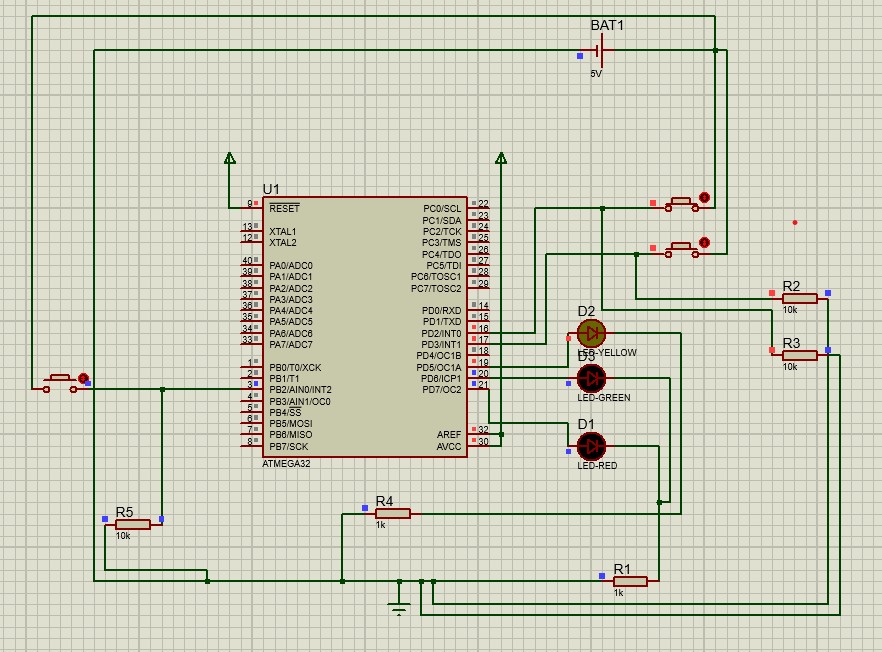 BAT1
5V
U1
9 RESET
13 XTAL1
12 XTAL2
40 PA0/ADC0
39 PA1/ADC1
38 PA2/ADC2
37 PA3/ADC3
36 PA4/ADC4
35 PA5/ADC5
34 PA6/ADC6
33 PA7/ADC7
1 PB0/T0/XCK
2 PB1/T1
3 PB2/AIN0/INT2
4 PB3/AIN1/OC0
5 PB4/SS
6 PB5/MOSI
7 PB6/MISO
8 PB7/SCK
PC0/SCL 22
PC1/SDA 23
PC2/TCK 24
PC3/TMS 25
PC4/TDO 26
PC5/TDI 27
PC6/TOSC1 28
PC7/TOSC2 29
PD0/RXD 14
PD1/TXD 15
PD2/INT0 16
PD3/INT1 17
PD4/OC1B 18
PD5/OC1A 19
PD6/ICP1 20
PD7/OC2 21
AREF 32
AVCC 30
ATMEGA32
R2
10k
R3
10k
D2
LED-YELLOW
D3
LED-GREEN
D1
LED-RED
R4
1k
R5
10k
R1
1k